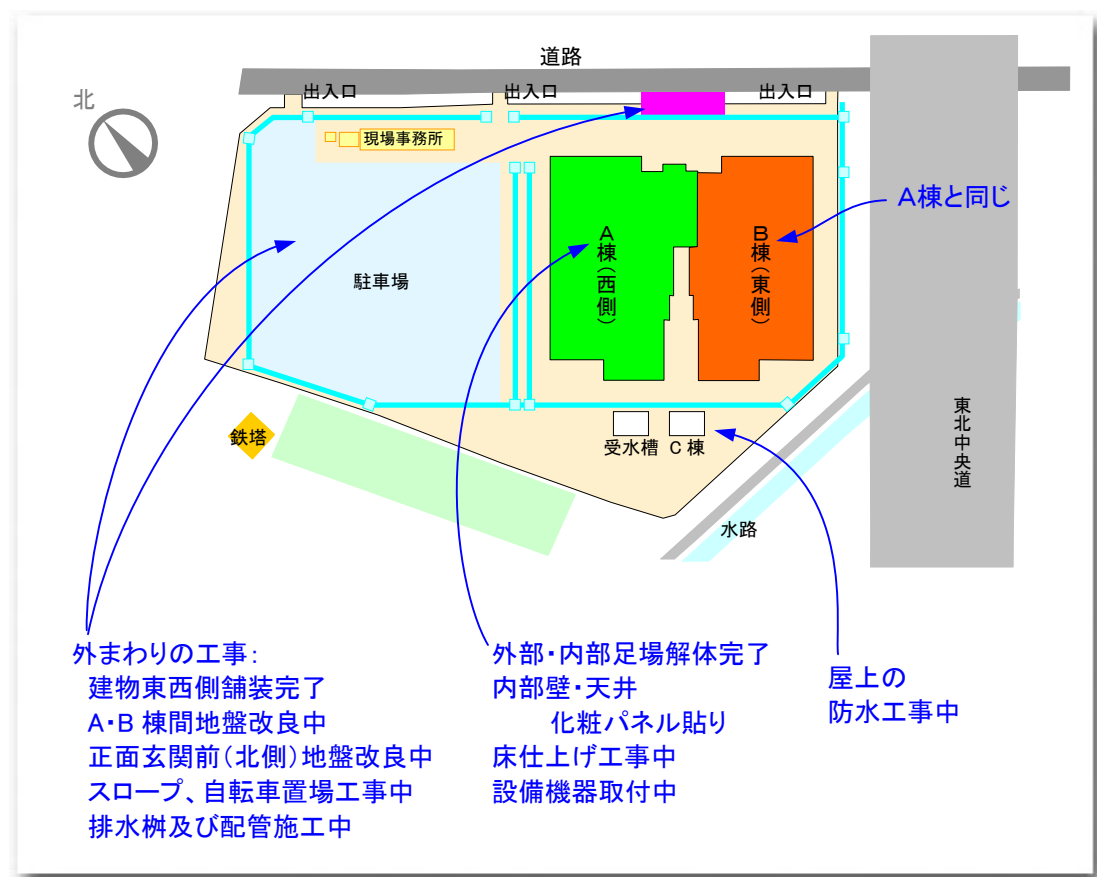 道路
北
出入口
出入口
出入口
現場事務所
A棟と同じ
A棟(西側)
B棟(東側)
駐車場
東北中央道
鉄塔
受水槽
C棟
水路
外まわりの工事:
建物東西側舗装完了
A・B棟間地盤改良中
正面玄関前(北側)地盤改良中
スロープ、自転車置場工事中
排水桝及び配管施工中
外部・内部足場解体完了
内部壁・天井
化粧パネル貼り
床仕上げ工事中
設備機器取付中
屋上の
防水工事中